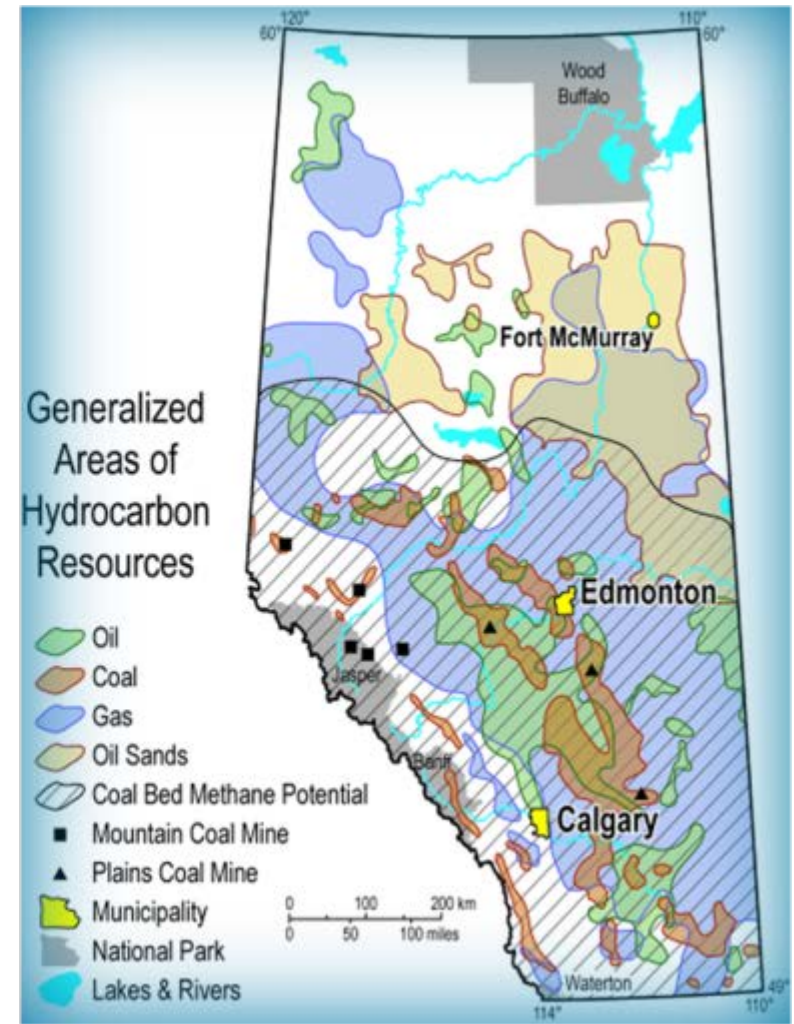 120°
110°
60°
60°
Wood
Buffalo
Fort McMurray
Generalized
Areas of
Hydrocarbon
Resources
Edmonton
Jasper
Banff
Calgary
Oil
Coal
Gas
Oil Sands
Coal Bed Methane Potential
Mountain Coal Mine
Plains Coal Mine
Municipality
National Park
Lakes & Rivers
0 100 200 km
0 50 100 miles
Waterton
49°
114°
110°